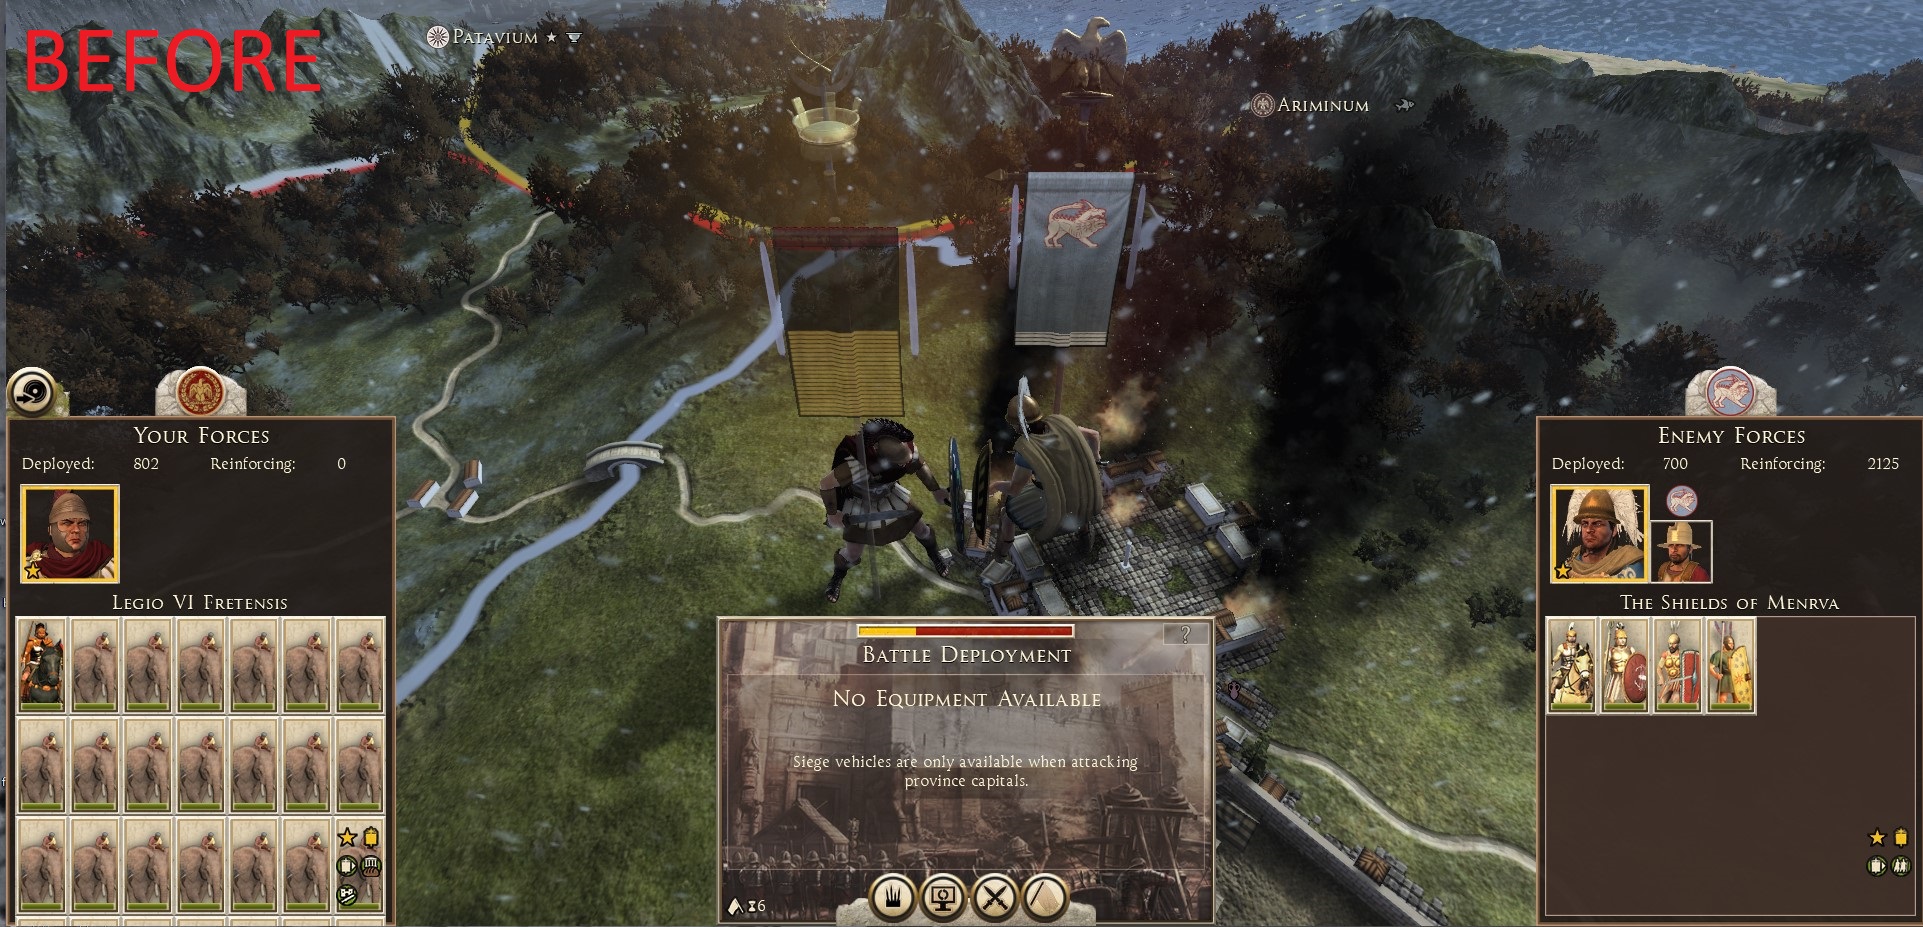 BEFORE
Patavium
Ariminum
Your Forces
Deployed: 802 Reinforcing: 0
Legio VI Fretensis
Enemy Forces
Deployed: 700 Reinforcing: 2125
The Shields of Menrva
?
Battle Deployment
No Equipment Available
Siege vehicles are only available when attacking
province capitals.
6